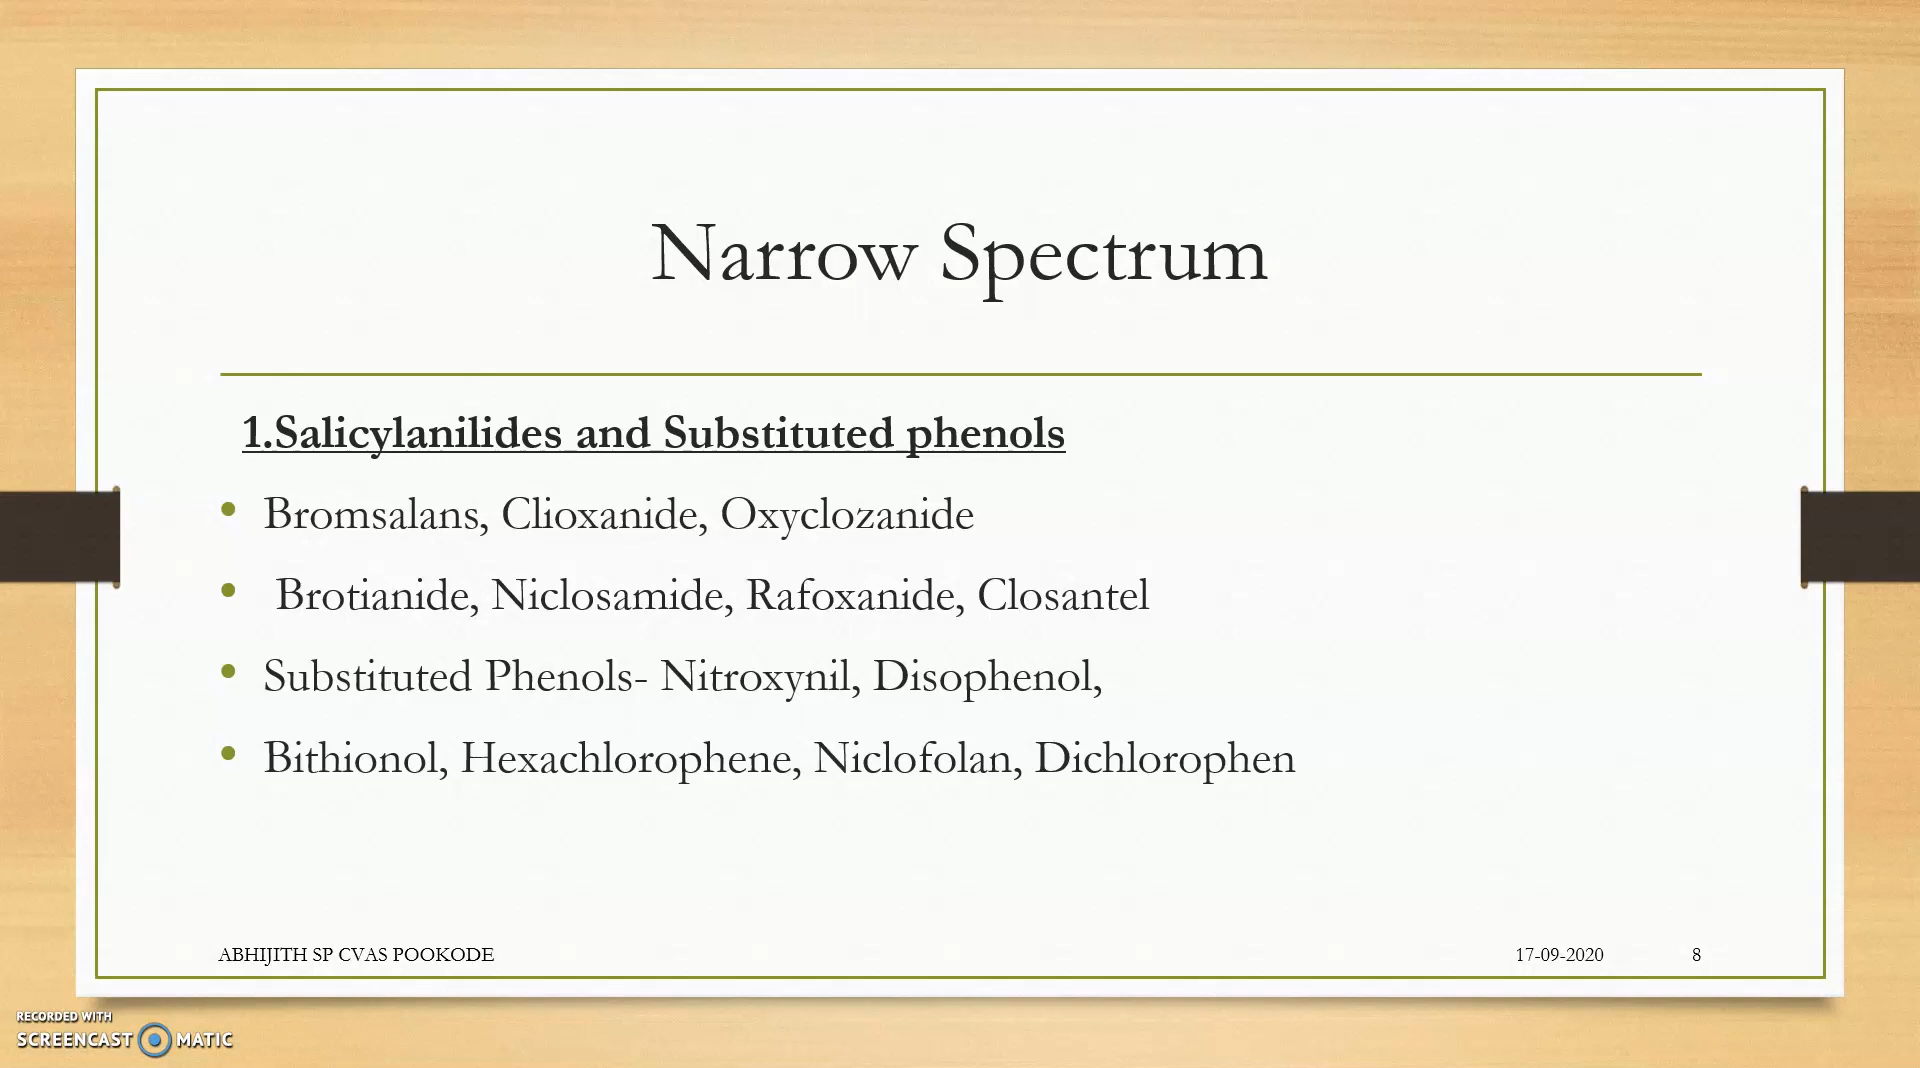 Narrow Spectrum
1.Salicylanilides and Substituted phenols
• Bromsalans, Clioxanide, Oxyclozanide
• Brotianide, Niclosamide, Rafoxanide, Closantel
• Substituted Phenols- Nitroxynil, Disophenol,
• Bithionol, Hexachlorophene, Niclofolan, Dichlorophen
ABHIJITH SP CVAS POOKODE 17-09-2020 8
RECORDED WITH
SCREENCAST MATIC